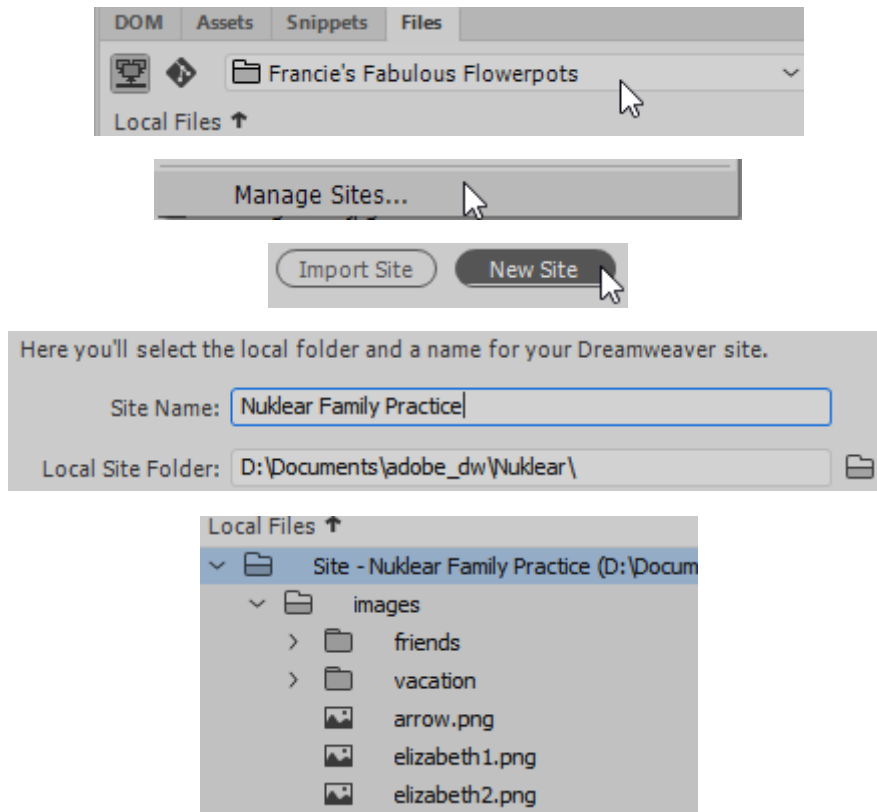 DOM Assets Snippets Files
Francie's Fabulous Flowerpots
Local Files
Manage Sites...
Import Site New Site
Here you'll select the local folder and a name for your Dreamweaver site.
Site Name: Nuklear Family Practice
Local Site Folder: D:\Documents\adobe_dw\Nuklear\
Local Files
Site - Nuklear Family Practice (D:\Docum
images
friends
vacation
arrow.png
elizabeth1.png
elizabeth2.png